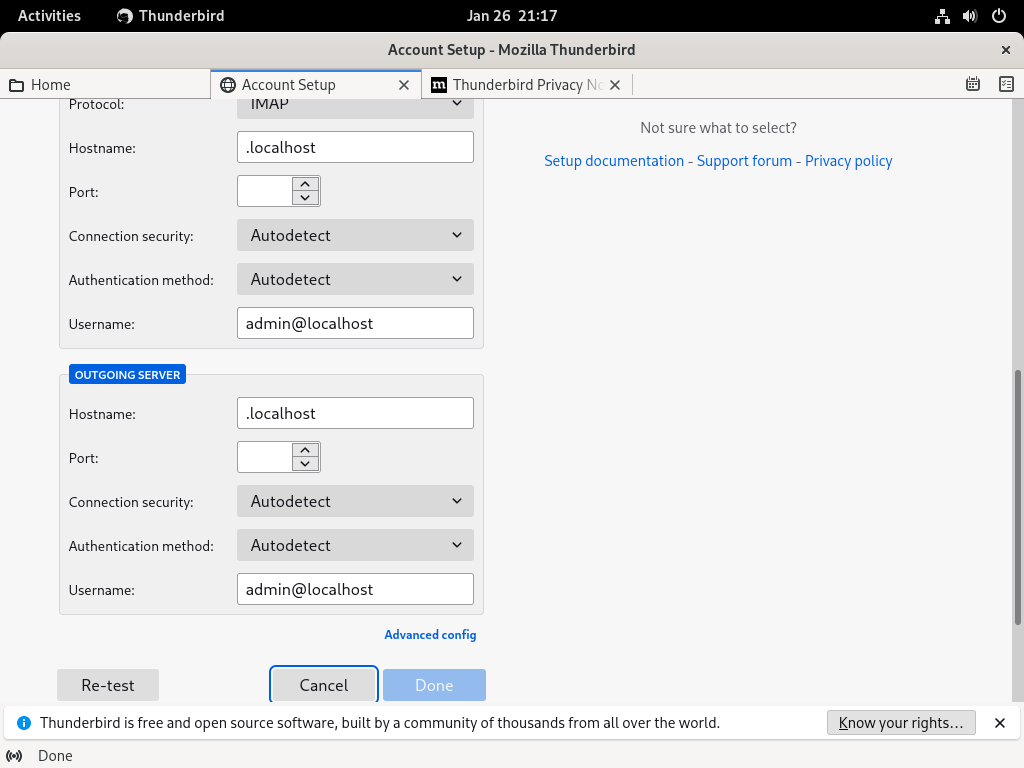 Activities
Thunderbird
Jan 26 21:17
Account Setup - Mozilla Thunderbird
Home
Account Setup
Thunderbird Privacy No
Protocol:
IMAP
Hostname:
.localhost
Port:
Connection security:
Autodetect
Authentication method:
Autodetect
Username:
admin@localhost
Not sure what to select?
Setup documentation - Support forum - Privacy policy
OUTGOING SERVER
Hostname:
.localhost
Port:
Connection security:
Autodetect
Authentication method:
Autodetect
Username:
admin@localhost
Advanced config
Re-test
Cancel
Done
Thunderbird is free and open source software, built by a community of thousands from all over the world.
Know your rights…
Done